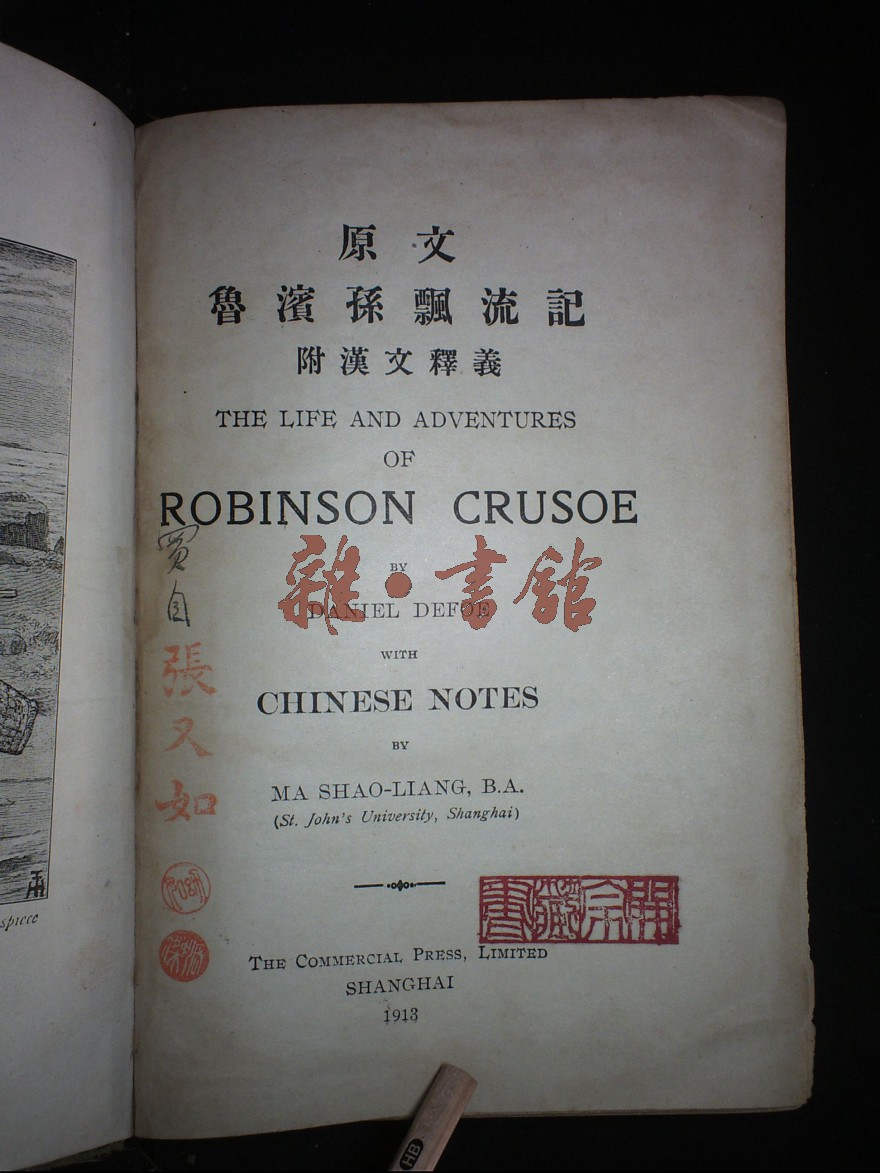 原文
魯濱孫飄流記
附漢文釋義
THE LIFE AND ADVENTURES
OF
ROBINSON CRUSOE
BY
DANIEL DEFOE
WITH
CHINESE NOTES
BY
MA SHAO-LIANG, B.A.
(St. John's University, Shanghai)
THE COMMERCIAL PRESS, LIMITED
SHANGHAI
1913
買自
張又如
雜·書館
spiece
HB